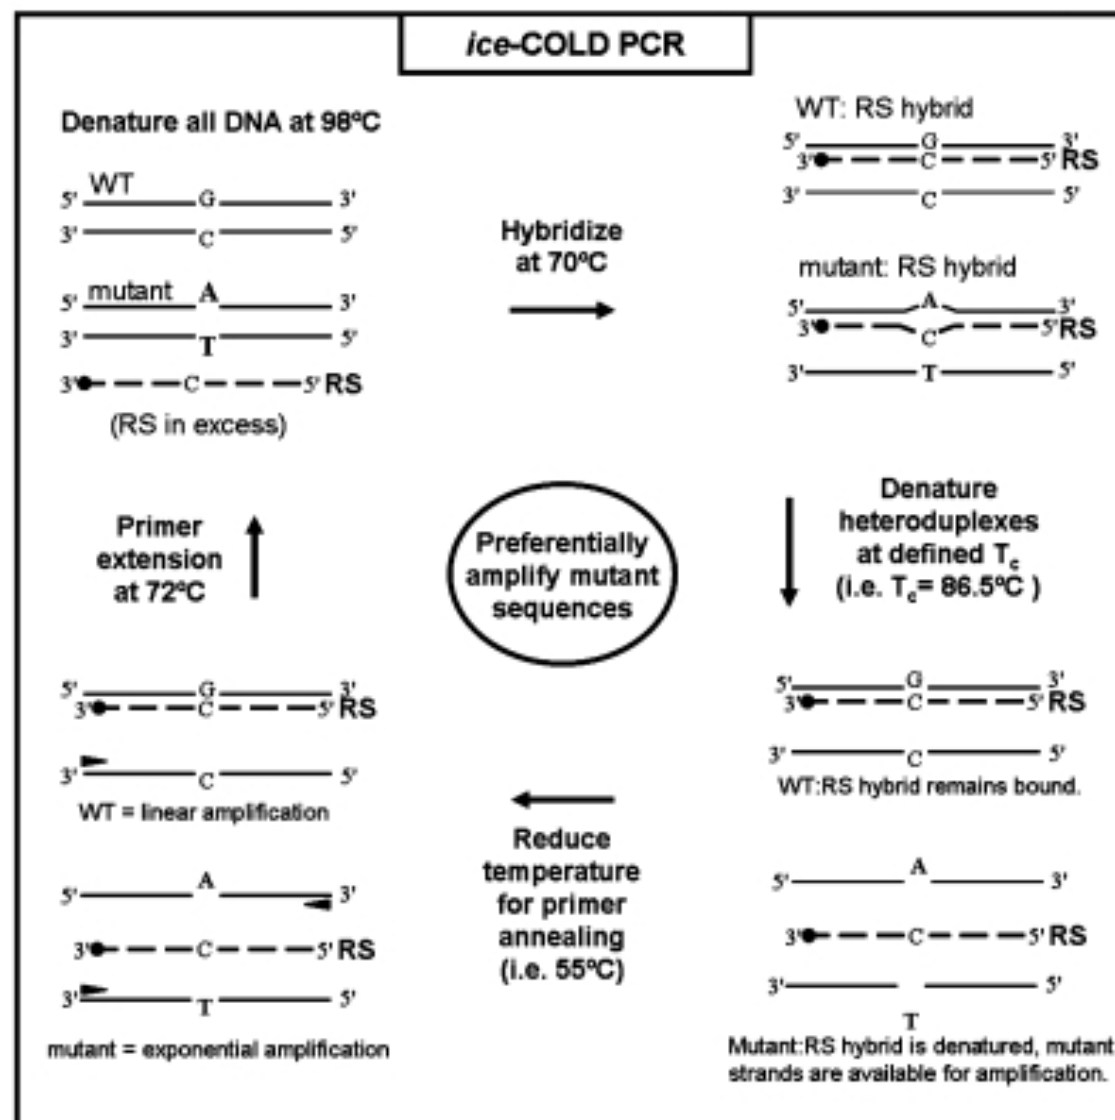 ice-COLD PCR
Denature all DNA at 98ºC
WT
5' G 3'
3' C 5'
mutant
5' A 3'
3' T 5'
3' C 5' RS
(RS in excess)
Hybridize
at 70ºC
WT: RS hybrid
5' G 3'
3' C 5' RS
3' C 5'
mutant: RS hybrid
5' A 3'
3' C 5' RS
3' T 5'
Denature
heteroduplexes
at defined Tc
(i.e. Tc= 86.5ºC )
5' G 3'
3' C 5' RS
3' C 5'
WT:RS hybrid remains bound.
5' A 3'
3' C 5' RS
3' 5'
T
Mutant:RS hybrid is denatured, mutant
strands are available for amplification.
Reduce
temperature
for primer
annealing
(i.e. 55ºC)
5' G 3'
3' C 5' RS
3' C 5'
WT = linear amplification
5' A 3'
3' C 5' RS
3' T 5'
mutant = exponential amplification
Primer
extension
at 72ºC
Preferentially
amplify mutant
sequences